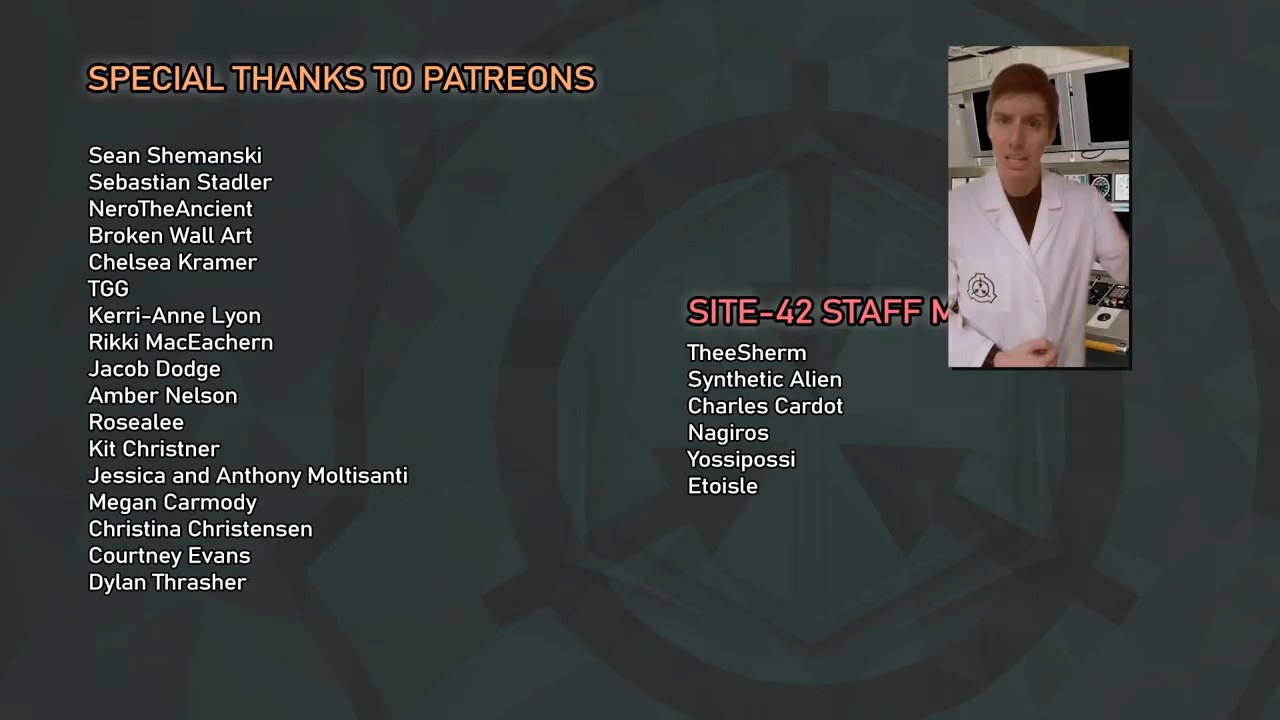 SPECIAL THANKS TO PATREONS
Sean Shemanski
Sebastian Stadler
NeroTheAncient
Broken Wall Art
Chelsea Kramer
TGG
Kerri-Anne Lyon
Rikki MacEachern
Jacob Dodge
Amber Nelson
Rosealee
Kit Christner
Jessica and Anthony Moltisanti
Megan Carmody
Christina Christensen
Courtney Evans
Dylan Thrasher
SITE-42 STAFF
TheeSherm
Synthetic Alien
Charles Cardot
Nagiros
Yossipossi
Etoisle